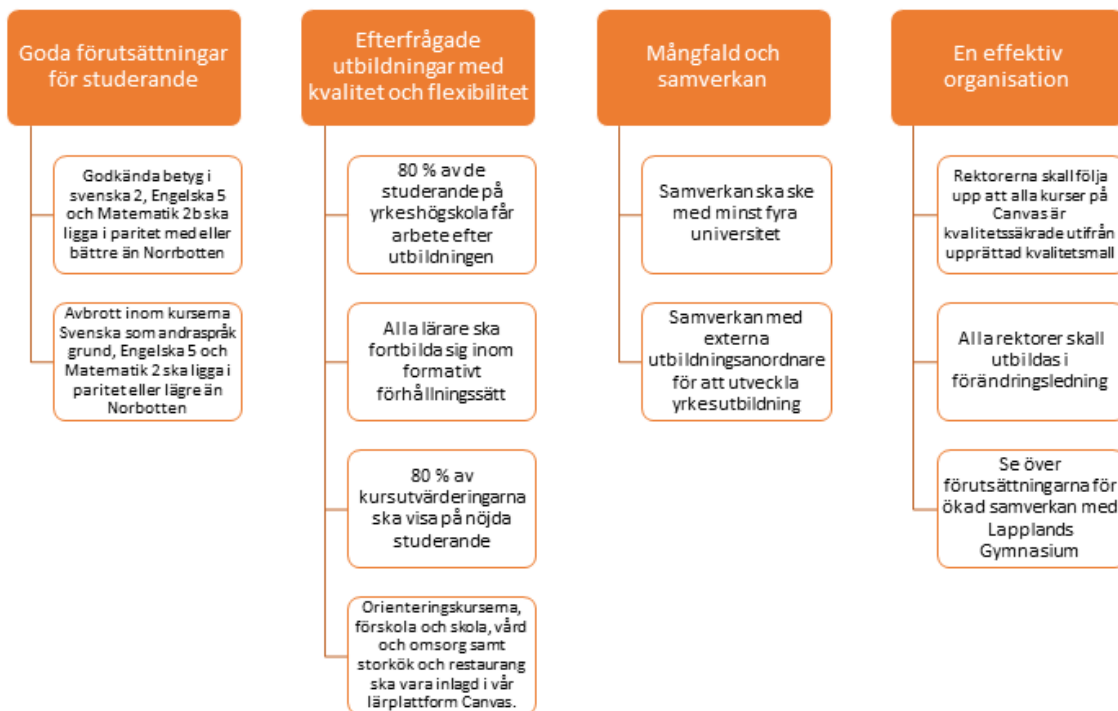 Goda förutsättningar
för studerande
Godkända betyg i
svenska 2, Engelska 5
och Matematik 2b ska
ligga i paritet med eller
bättre än Norrbotten
Avbrott inom kurserna
Svenska som andraspråk
grund, Engelska 5 och
Matematik 2 ska ligga i
paritet eller lägre än
Norbotten
Efterfrågade
utbildningar med
kvalitet och flexibilitet
80 % av de
studerande på
yrkeshögskola får
arbete efter
utbildningen
Alla lärare ska
fortbilda sig inom
formativt
förhållningssätt
80 % av
kursutvärderingarna
ska visa på nöjda
studerande
Orienteringskurserna,
förskola och skola, vård
och omsorg samt
storkök och restaurang
ska vara inlagd i vår
lärplattform Canvas.
Mångfald och
samverkan
Samverkan ska ske
med minst fyra
universitet
Samverkan med
externa
utbildningsanordnare
för att utveckla
yrkesutbildning
En effektiv
organisation
Rektorerna skall följa
upp att alla kurser på
Canvas är
kvalitetssäkrade utifrån
upprättad kvalitetsmall
Alla rektorer skall
utbildas i
förändringsledning
Se över
förutsättningarna för
ökad samverkan med
Lapplands
Gymnasium